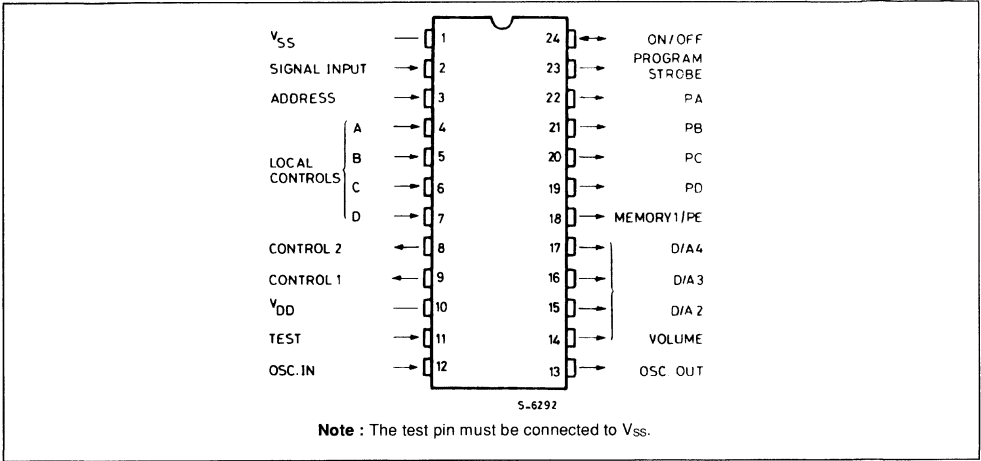 VSS 1 24 ON/OFF
SIGNAL INPUT 2 23 PROGRAM STROBE
ADDRESS 3 22 PA
LOCAL CONTROLS
A 4 21 PB
B 5 20 PC
C 6 19 PD
D 7 18 MEMORY1/PE
CONTROL 2 8 17 D/A4
CONTROL 1 9 16 D/A3
VDD 10 15 D/A 2
TEST 11 14 VOLUME
OSC.IN 12 13 OSC OUT
S-6292
Note : The test pin must be connected to VSS.